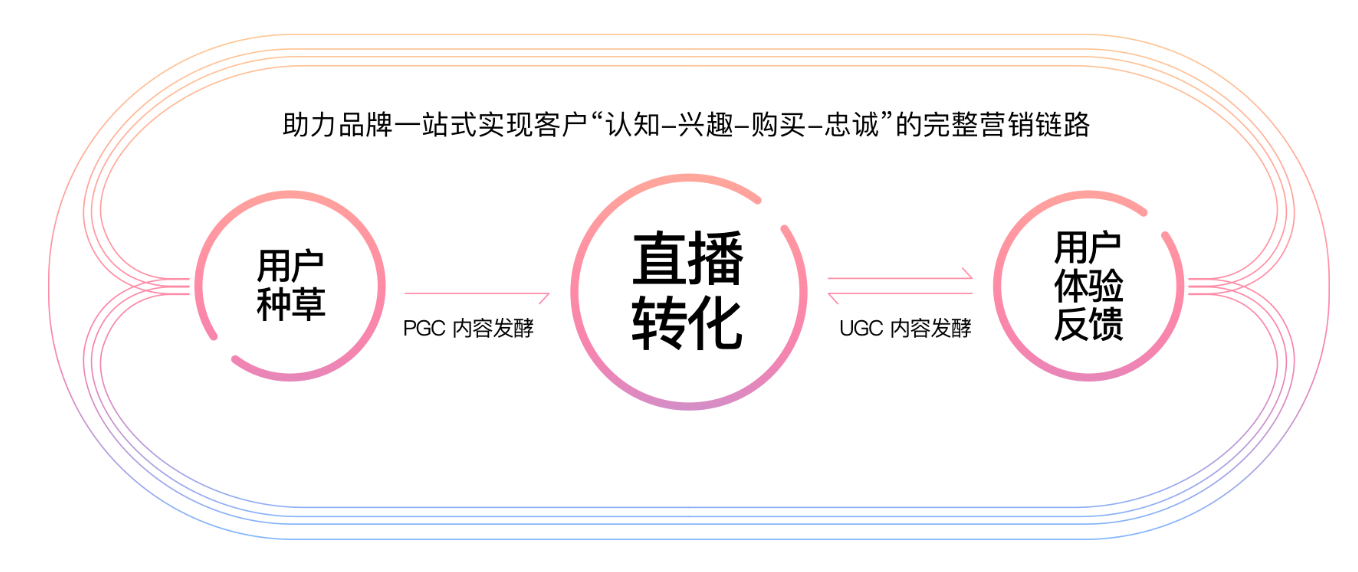 助力品牌一站式实现客户“认知–兴趣–购买–忠诚”的完整营销链路
用户
种草
PGC 内容发酵
直播
转化
UGC 内容发酵
用户
体验
反馈